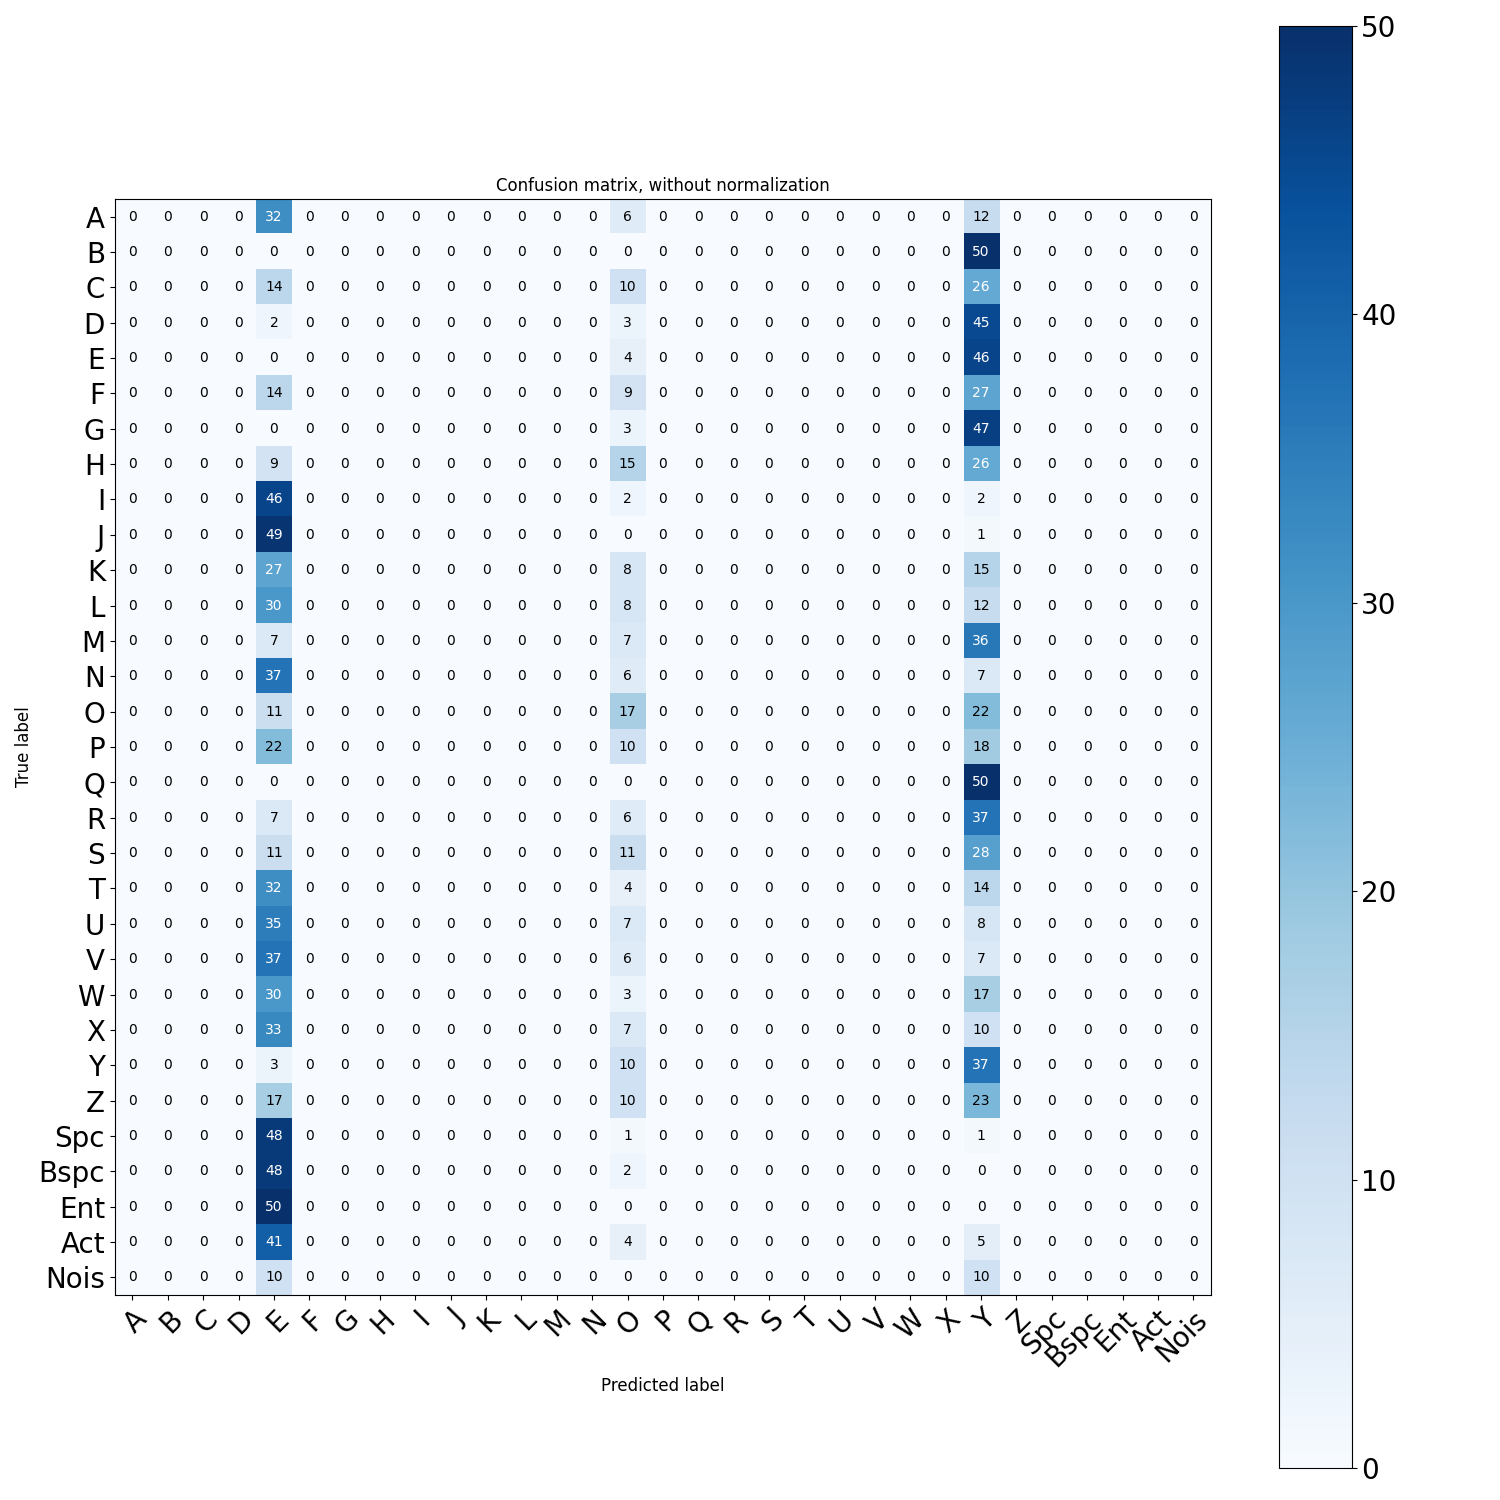 Confusion matrix, without normalization
A 0 0 0 0 32 0 0 0 0 0 0 0 0 0 6 0 0 0 0 0 0 0 0 0 12 0 0 0 0 0 0
B 0 0 0 0 0 0 0 0 0 0 0 0 0 0 0 0 0 0 0 0 0 0 0 0 50 0 0 0 0 0 0
C 0 0 0 0 14 0 0 0 0 0 0 0 0 0 10 0 0 0 0 0 0 0 0 0 26 0 0 0 0 0 0
D 0 0 0 0 2 0 0 0 0 0 0 0 0 0 3 0 0 0 0 0 0 0 0 0 45 0 0 0 0 0 0
E 0 0 0 0 0 0 0 0 0 0 0 0 0 0 4 0 0 0 0 0 0 0 0 0 46 0 0 0 0 0 0
F 0 0 0 0 14 0 0 0 0 0 0 0 0 0 9 0 0 0 0 0 0 0 0 0 27 0 0 0 0 0 0
G 0 0 0 0 0 0 0 0 0 0 0 0 0 0 3 0 0 0 0 0 0 0 0 0 47 0 0 0 0 0 0
H 0 0 0 0 9 0 0 0 0 0 0 0 0 0 15 0 0 0 0 0 0 0 0 0 26 0 0 0 0 0 0
I 0 0 0 0 46 0 0 0 0 0 0 0 0 0 2 0 0 0 0 0 0 0 0 0 2 0 0 0 0 0 0
J 0 0 0 0 49 0 0 0 0 0 0 0 0 0 0 0 0 0 0 0 0 0 0 0 1 0 0 0 0 0 0
K 0 0 0 0 27 0 0 0 0 0 0 0 0 0 8 0 0 0 0 0 0 0 0 0 15 0 0 0 0 0 0
L 0 0 0 0 30 0 0 0 0 0 0 0 0 0 8 0 0 0 0 0 0 0 0 0 12 0 0 0 0 0 0
M 0 0 0 0 7 0 0 0 0 0 0 0 0 0 7 0 0 0 0 0 0 0 0 0 36 0 0 0 0 0 0
N 0 0 0 0 37 0 0 0 0 0 0 0 0 0 6 0 0 0 0 0 0 0 0 0 7 0 0 0 0 0 0
O 0 0 0 0 11 0 0 0 0 0 0 0 0 0 17 0 0 0 0 0 0 0 0 0 22 0 0 0 0 0 0
P 0 0 0 0 22 0 0 0 0 0 0 0 0 0 10 0 0 0 0 0 0 0 0 0 18 0 0 0 0 0 0
Q 0 0 0 0 0 0 0 0 0 0 0 0 0 0 0 0 0 0 0 0 0 0 0 0 50 0 0 0 0 0 0
R 0 0 0 0 7 0 0 0 0 0 0 0 0 0 6 0 0 0 0 0 0 0 0 0 37 0 0 0 0 0 0
S 0 0 0 0 11 0 0 0 0 0 0 0 0 0 11 0 0 0 0 0 0 0 0 0 28 0 0 0 0 0 0
T 0 0 0 0 32 0 0 0 0 0 0 0 0 0 4 0 0 0 0 0 0 0 0 0 14 0 0 0 0 0 0
U 0 0 0 0 35 0 0 0 0 0 0 0 0 0 7 0 0 0 0 0 0 0 0 0 8 0 0 0 0 0 0
V 0 0 0 0 37 0 0 0 0 0 0 0 0 0 6 0 0 0 0 0 0 0 0 0 7 0 0 0 0 0 0
W 0 0 0 0 30 0 0 0 0 0 0 0 0 0 3 0 0 0 0 0 0 0 0 0 17 0 0 0 0 0 0
X 0 0 0 0 33 0 0 0 0 0 0 0 0 0 7 0 0 0 0 0 0 0 0 0 10 0 0 0 0 0 0
Y 0 0 0 0 3 0 0 0 0 0 0 0 0 0 10 0 0 0 0 0 0 0 0 0 37 0 0 0 0 0 0
Z 0 0 0 0 17 0 0 0 0 0 0 0 0 0 10 0 0 0 0 0 0 0 0 0 23 0 0 0 0 0 0
Spc 0 0 0 0 48 0 0 0 0 0 0 0 0 0 1 0 0 0 0 0 0 0 0 0 1 0 0 0 0 0 0
Bspc 0 0 0 0 48 0 0 0 0 0 0 0 0 0 2 0 0 0 0 0 0 0 0 0 0 0 0 0 0 0 0
Ent 0 0 0 0 50 0 0 0 0 0 0 0 0 0 0 0 0 0 0 0 0 0 0 0 0 0 0 0 0 0 0
Act 0 0 0 0 41 0 0 0 0 0 0 0 0 0 4 0 0 0 0 0 0 0 0 0 5 0 0 0 0 0 0
Nois 0 0 0 0 10 0 0 0 0 0 0 0 0 0 0 0 0 0 0 0 0 0 0 0 10 0 0 0 0 0 0
A B C D E F G H I J K L M N O P Q R S T U V W X Y Z Spc Bspc Ent Act Nois
Predicted label
True label
50
40
30
20
10
0